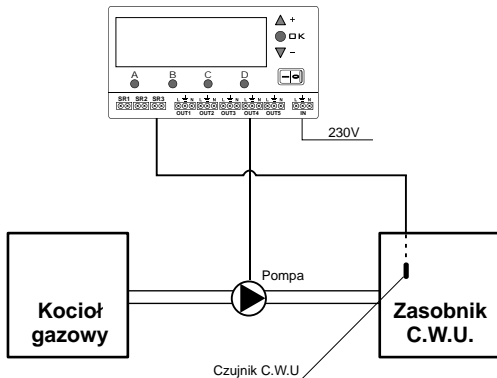 +
OK
−
A B C D
SR1 SR2 SR3
L N L N L N L N L N L N
OUT1 OUT2 OUT3 OUT4 OUT5 IN
230V
Pompa
Kocioł
gazowy
Zasobnik
C.W.U.
Czujnik C.W.U